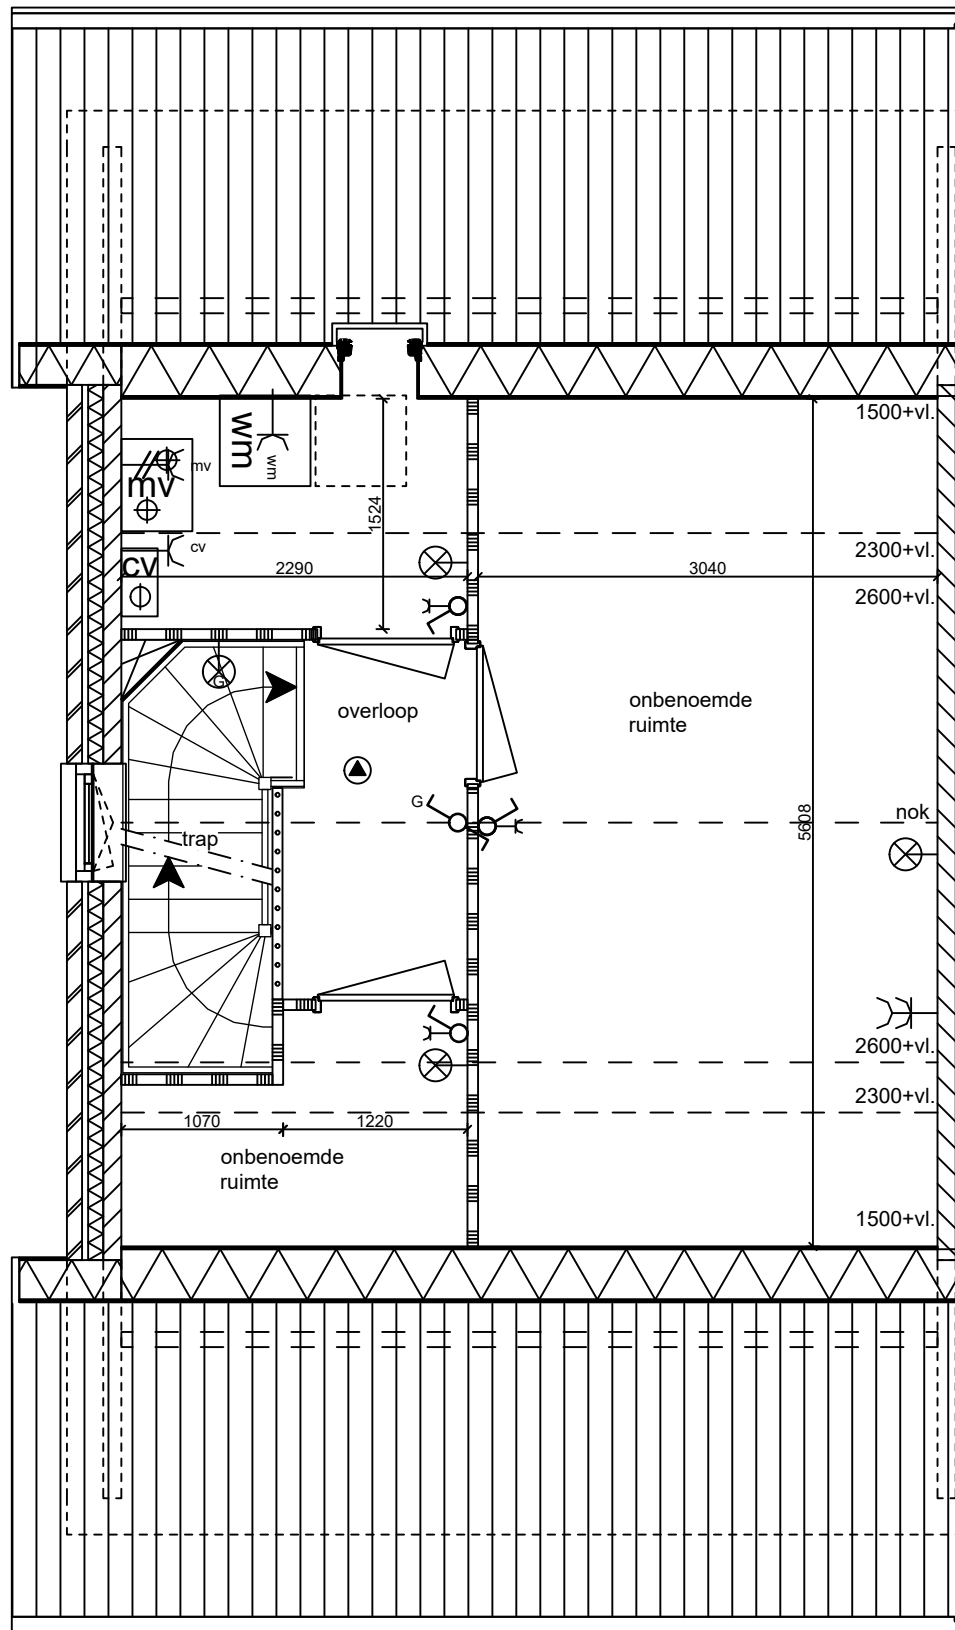 1500+vl.
wm
wm
mv
mv
1524
cv
cv
2300+vl.
2290
3040
2600+vl.
G
overloop
onbenoemde
ruimte
G
nok
5608
trap
2600+vl.
2300+vl.
1070
1220
onbenoemde
ruimte
1500+vl.